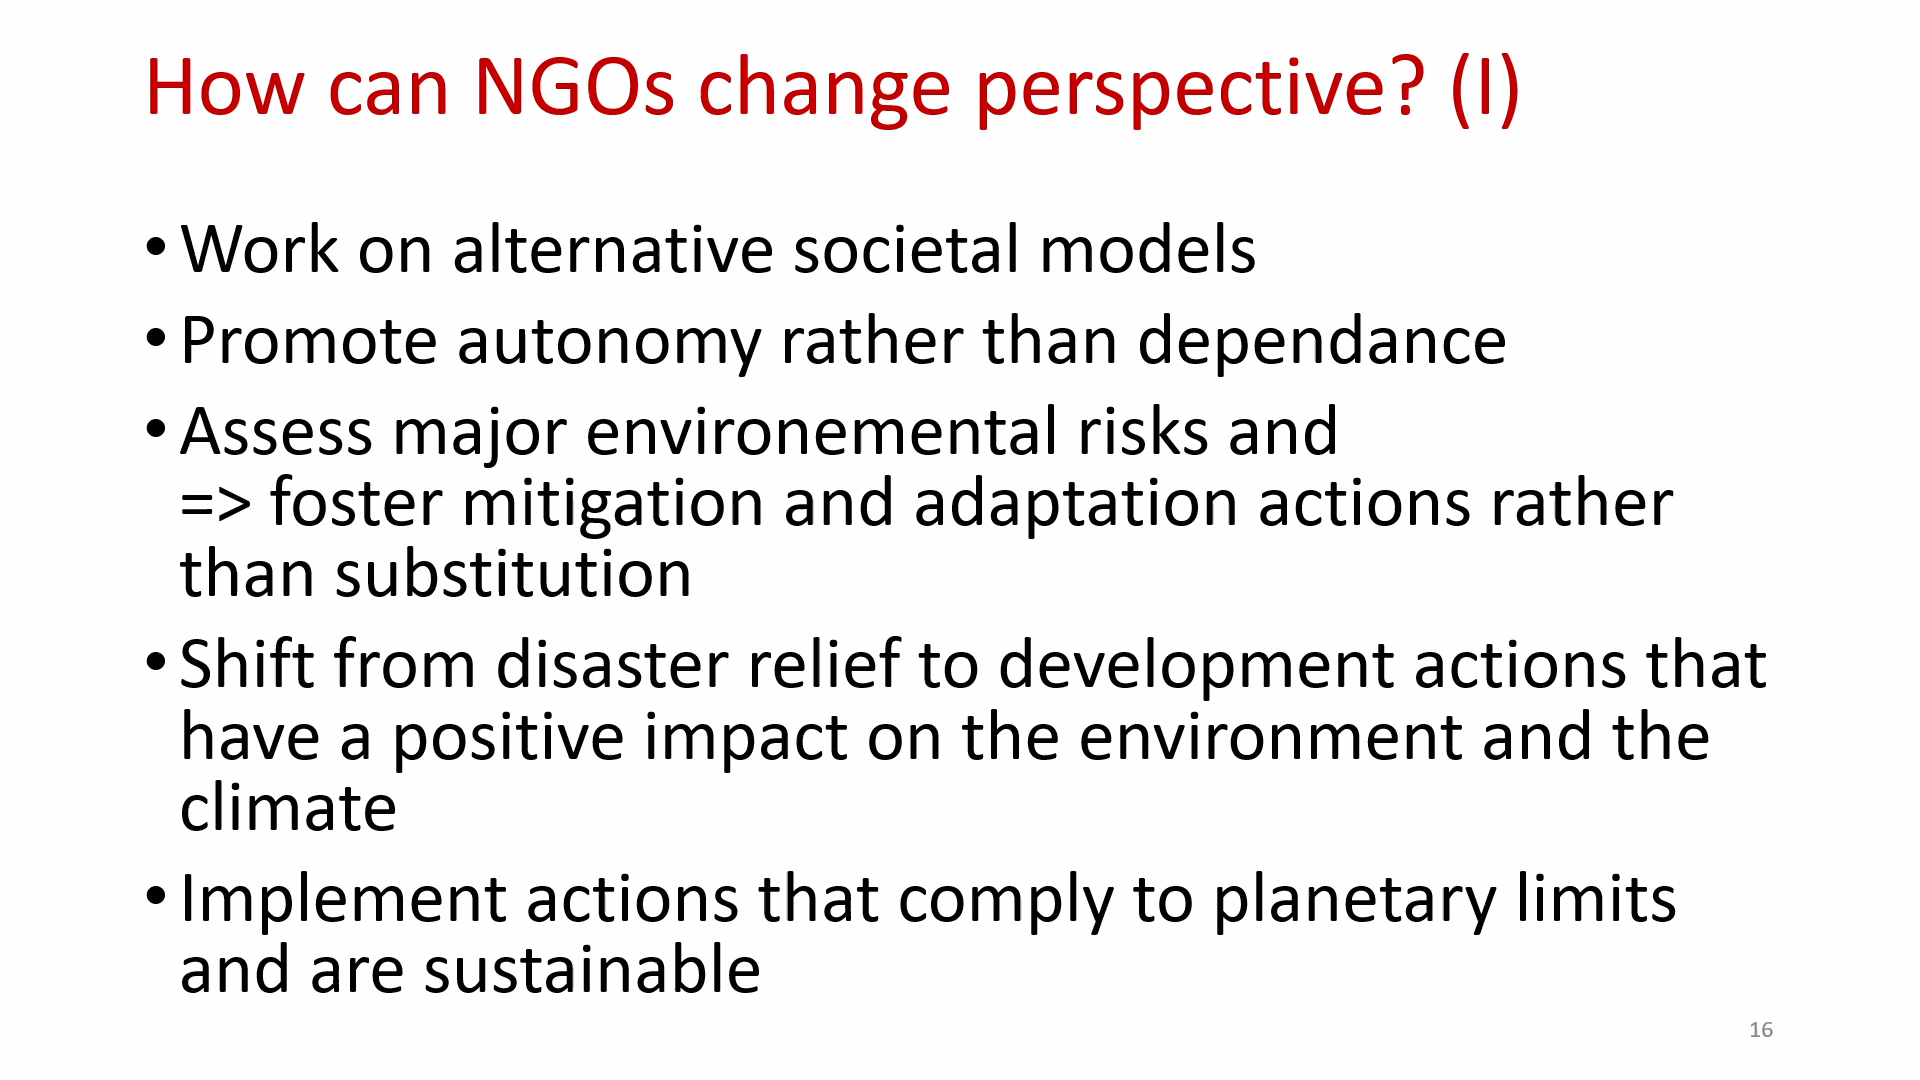 How can NGOs change perspective? (I)
• Work on alternative societal models
• Promote autonomy rather than dependance
• Assess major environemental risks and
=> foster mitigation and adaptation actions rather
than substitution
• Shift from disaster relief to development actions that
have a positive impact on the environment and the
climate
• Implement actions that comply to planetary limits
and are sustainable
16